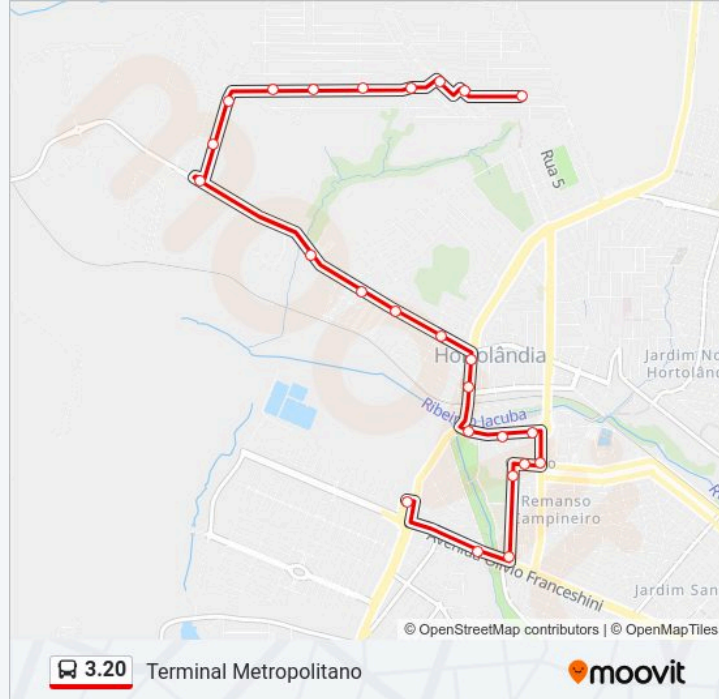 Rua 5
Hortolândia
Jardim No
Hortolând
Ribeirão Jacuba
Remanso
Campineiro
Avenida Olívio Franceshini
Jardim San
© OpenStreetMap contributors | © OpenMapTiles
3.20 Terminal Metropolitano moovit